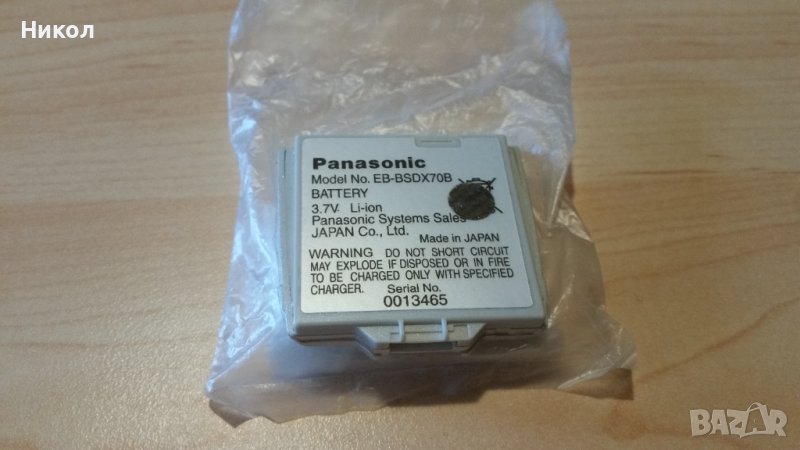 Никол
Panasonic
Model No. EB-BSDX70B
BATTERY
3.7V Li-ion
Panasonic Systems Sales
JAPAN Co., Ltd.
Made in JAPAN
WARNING DO NOT SHORT CIRCUIT
MAY EXPLODE IF DISPOSED OR IN FIRE
TO BE CHARGED ONLY WITH SPECIFIED
CHARGER. Serial No.
0013465
BAZAR